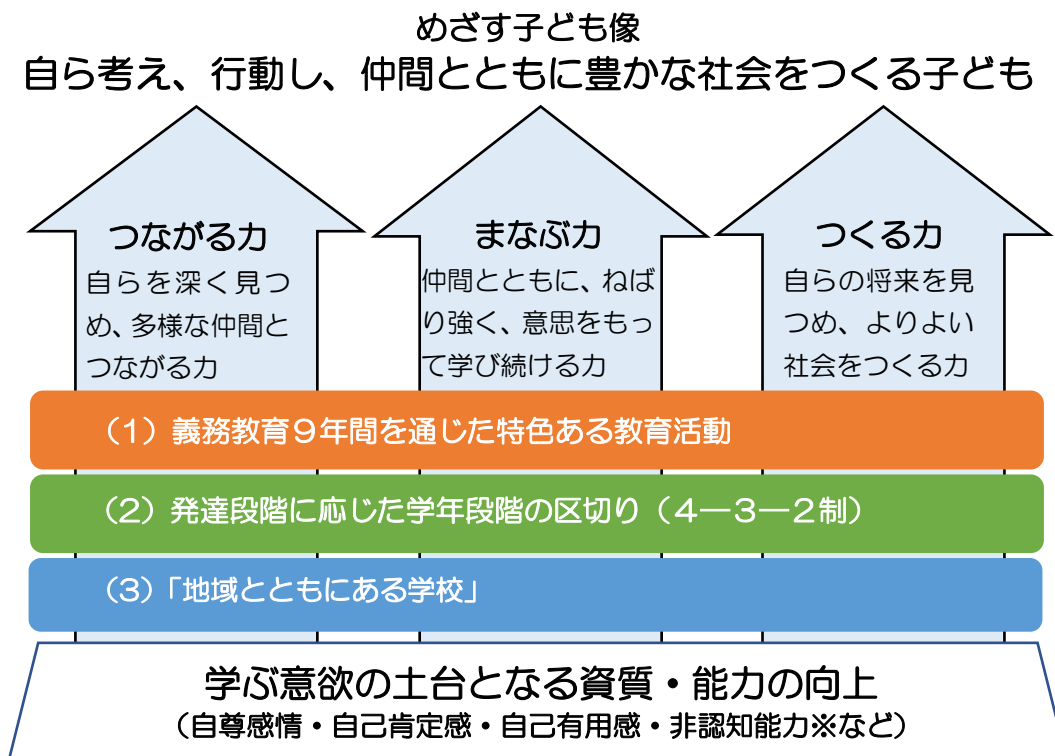 めざす子ども像
自ら考え、行動し、仲間とともに豊かな社会をつくる子ども
つながる力
自らを深く見つ
め、多様な仲間と
つながる力
まなぶ力
仲間とともに、ねば
り強く、意思をもっ
て学び続ける力
つくる力
自らの将来を見
つめ、よりよい
社会をつくる力
（1）義務教育９年間を通じた特色ある教育活動
（2）発達段階に応じた学年段階の区切り（４―３―２制）
（3）「地域とともにある学校」
学ぶ意欲の土台となる資質・能力の向上
（自尊感情・自己肯定感・自己有用感・非認知能力※など）